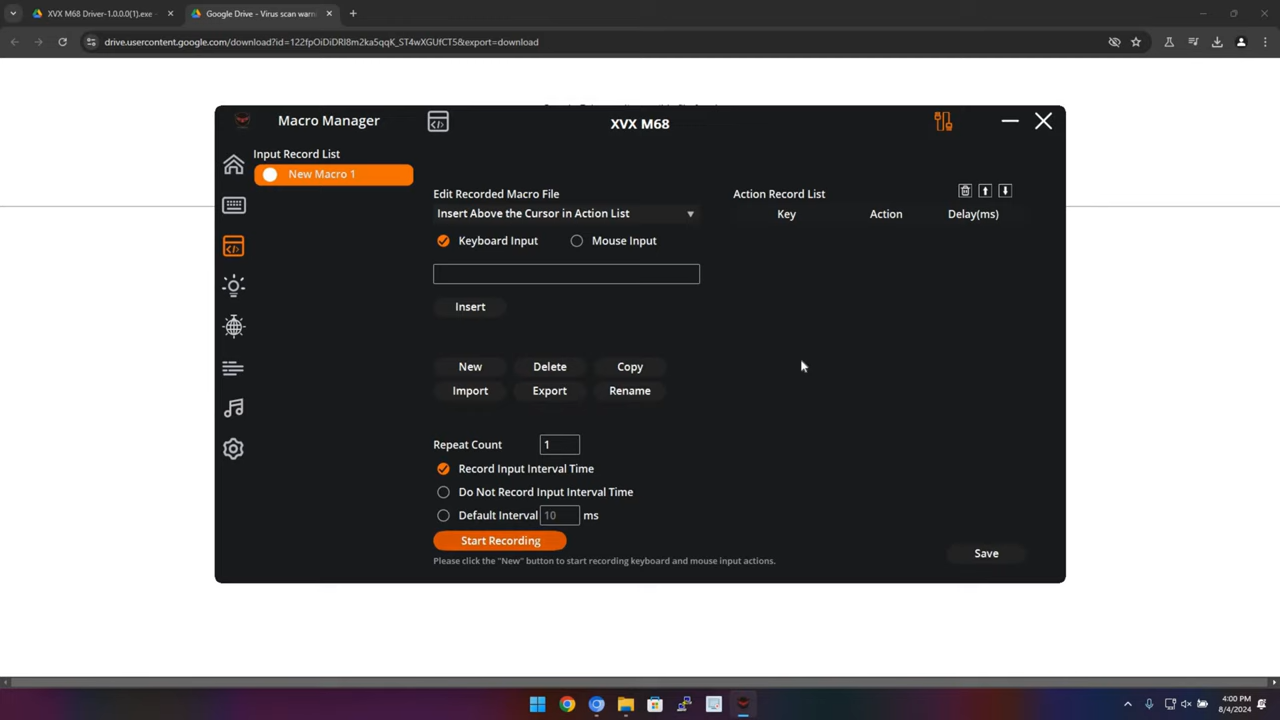 XVX M68 Driver-1.0.0.0(1).exe -
Google Drive - Virus scan warn
drive.usercontent.google.com/download?id=122fpOiDiDRI8m2ka5qqK_ST4wXGUfCT5&export=download
Macro Manager
XVX M68
Input Record List
New Macro 1
Edit Recorded Macro File
Action Record List
Insert Above the Cursor in Action List
Key Action Delay(ms)
Keyboard Input Mouse Input
Insert
New Delete Copy
Import Export Rename
Repeat Count 1
Record Input Interval Time
Do Not Record Input Interval Time
Default Interval 10 ms
Start Recording
Save
Please click the "New" button to start recording keyboard and mouse input actions.
4:00 PM
8/4/2024